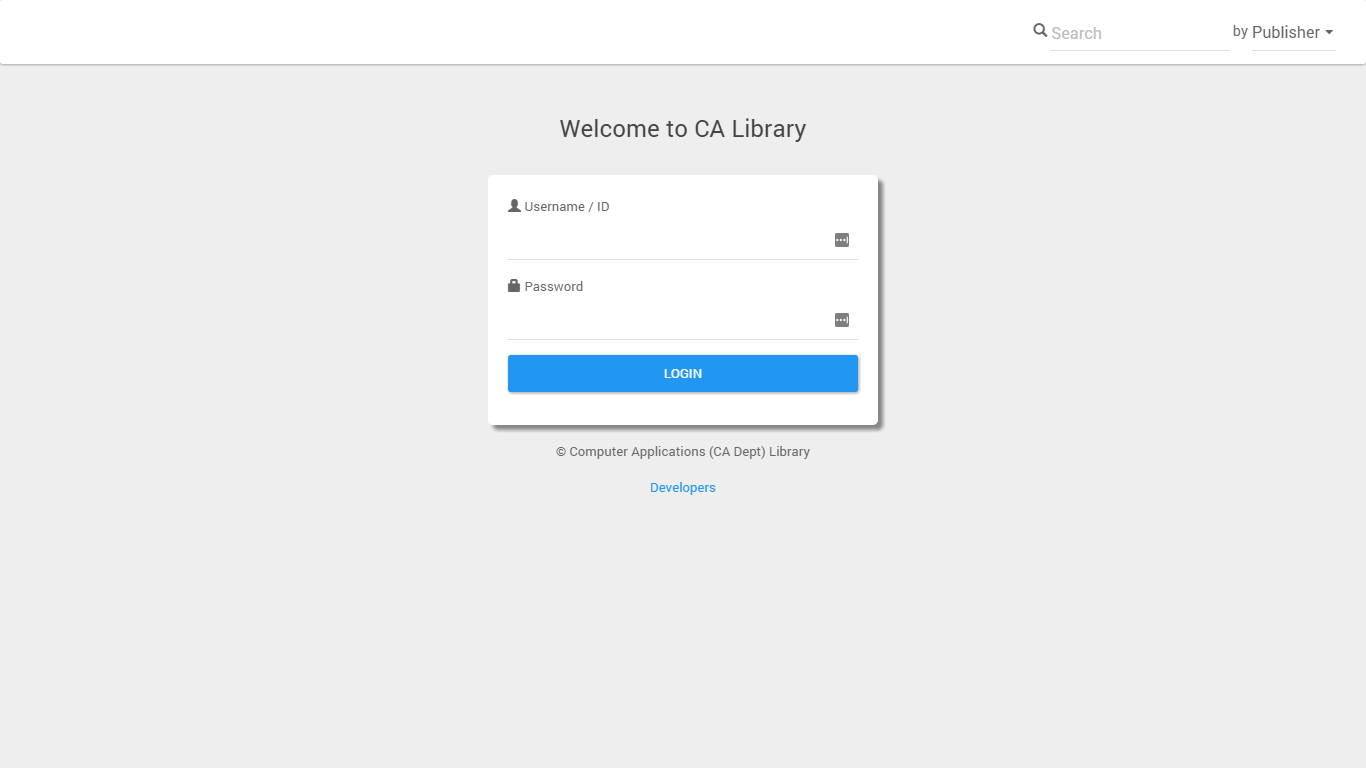 Search by Publisher
Welcome to CA Library
Username / ID
Password
LOGIN
© Computer Applications (CA Dept) Library
Developers